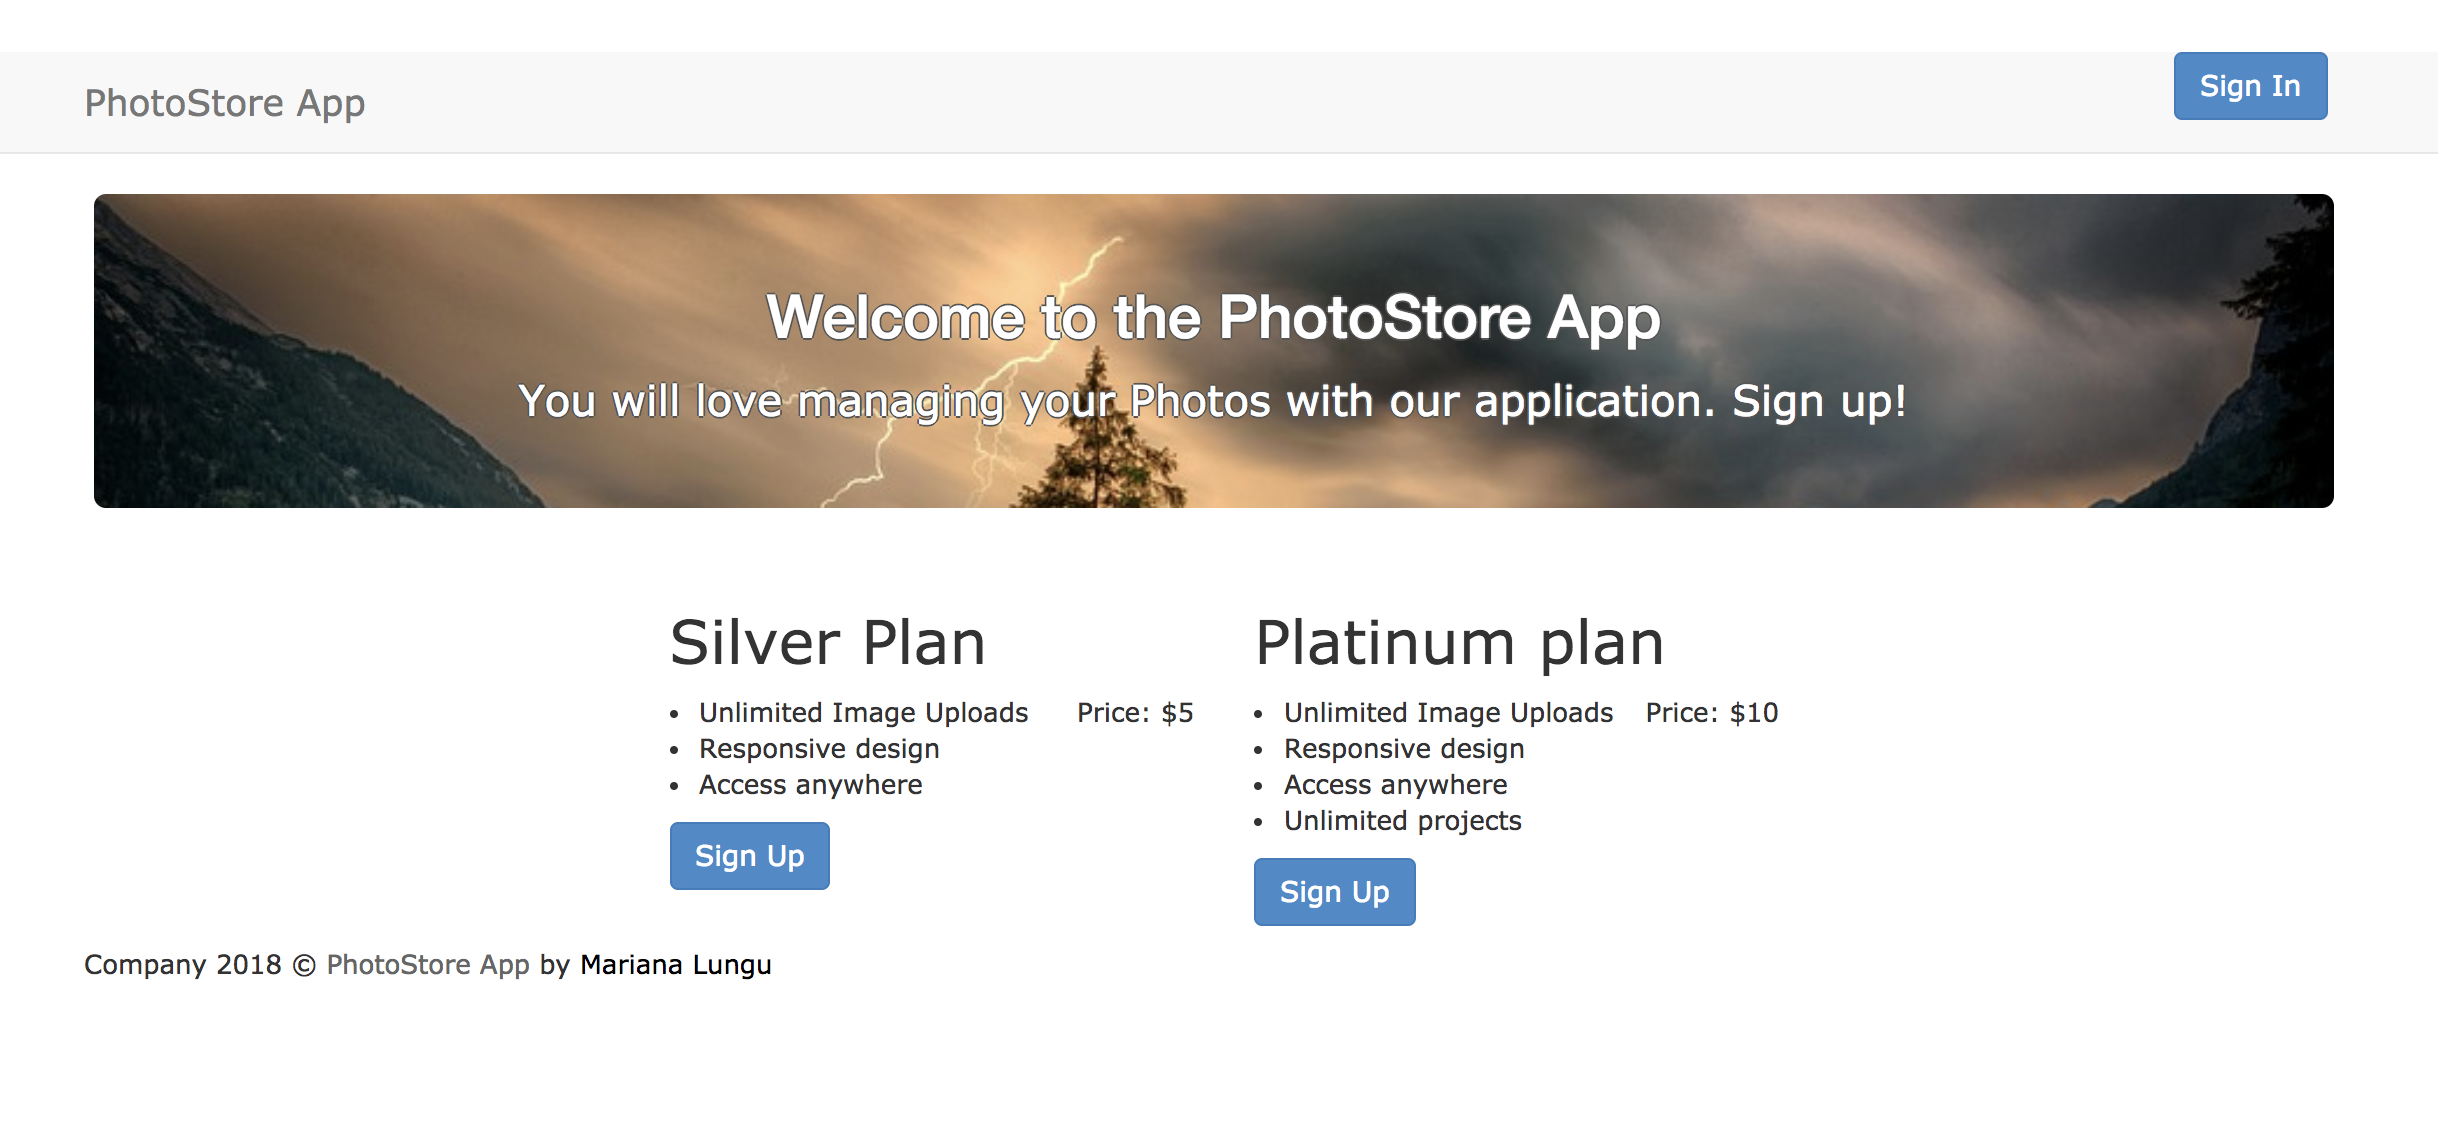 PhotoStore App
Sign In
Welcome to the PhotoStore App
You will love managing your Photos with our application. Sign up!
Silver Plan
Unlimited Image Uploads Price: $5
Responsive design
Access anywhere
Sign Up
Platinum plan
Unlimited Image Uploads Price: $10
Responsive design
Access anywhere
Unlimited projects
Sign Up
Company 2018 © PhotoStore App by Mariana Lungu